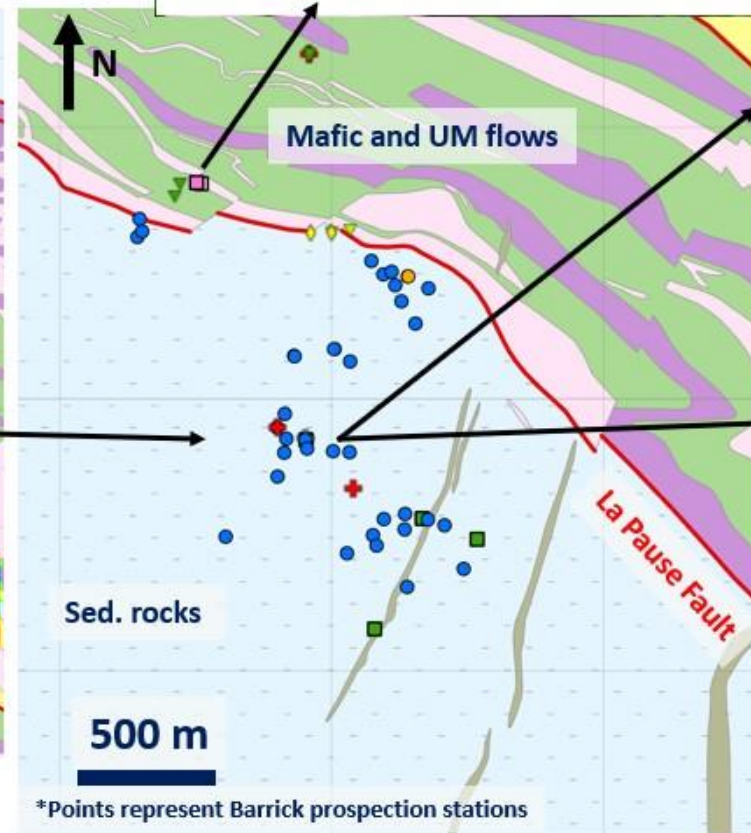 N
Mafic and UM flows
La Pause Fault
Sed. rocks
500 m
*Points represent Barrick prospection stations